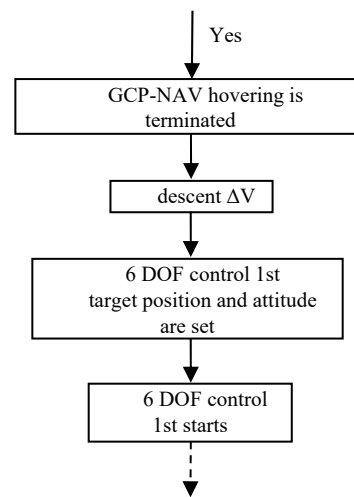 Yes
GCP-NAV hovering is
terminated
descent ΔV
6 DOF control 1st
target position and attitude
are set
6 DOF control
1st starts